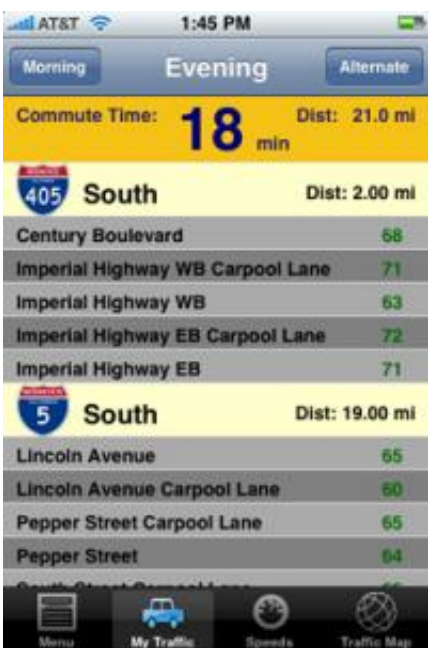 AT&T 1:45 PM
Morning Evening Alternate
Commute Time: 18 min Dist: 21.0 mi
405 South Dist: 2.00 mi
Century Boulevard 68
Imperial Highway WB Carpool Lane 71
Imperial Highway WB 63
Imperial Highway EB Carpool Lane 72
Imperial Highway EB 71
5 South Dist: 19.00 mi
Lincoln Avenue 65
Lincoln Avenue Carpool Lane 60
Pepper Street Carpool Lane 65
Pepper Street 64
Menu My Traffic Speeds Traffic Map